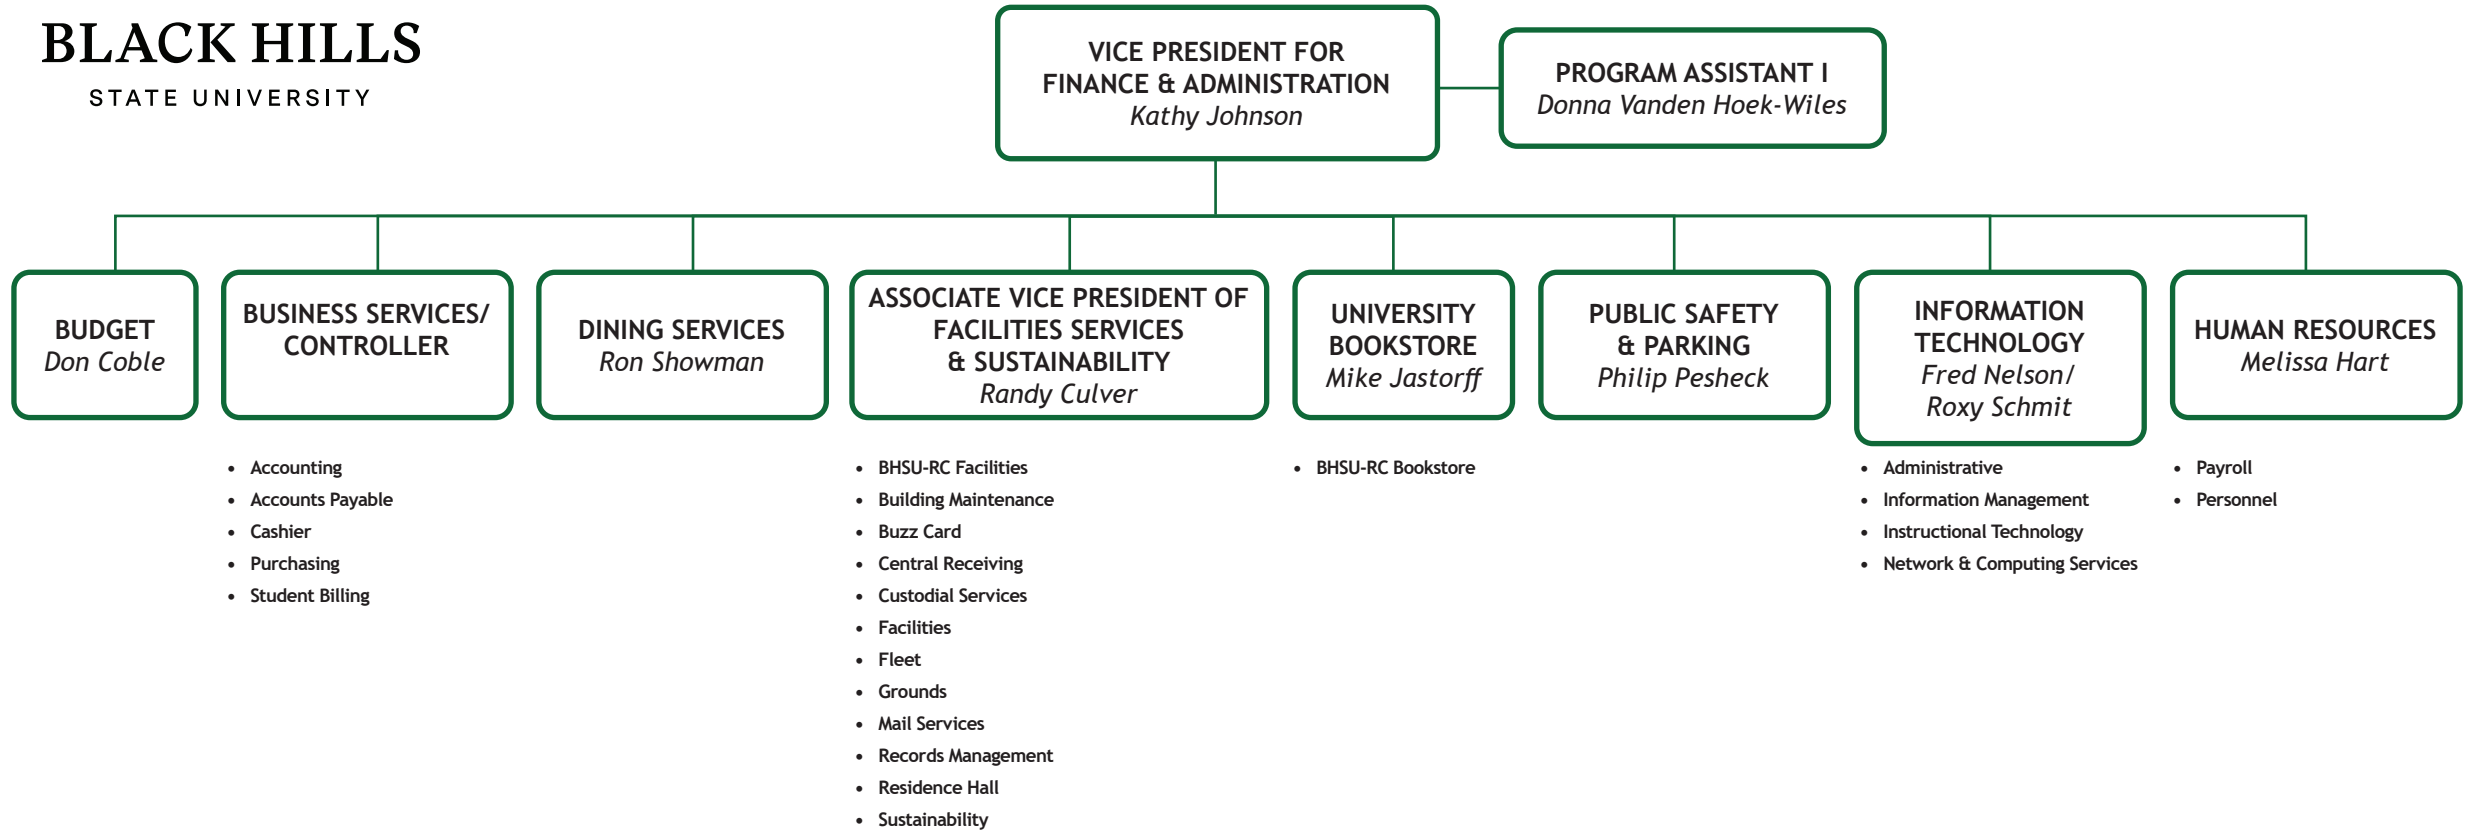 BLACK HILLS
STATE UNIVERSITY
VICE PRESIDENT FOR
FINANCE & ADMINISTRATION
Kathy Johnson
PROGRAM ASSISTANT I
Donna Vanden Hoek-Wiles
BUDGET
Don Coble
BUSINESS SERVICES/
CONTROLLER
DINING SERVICES
Ron Showman
ASSOCIATE VICE PRESIDENT OF
FACILITIES SERVICES
& SUSTAINABILITY
Randy Culver
UNIVERSITY
BOOKSTORE
Mike Jastorff
PUBLIC SAFETY
& PARKING
Philip Pesheck
INFORMATION
TECHNOLOGY
Fred Nelson/
Roxy Schmit
HUMAN RESOURCES
Melissa Hart
• Accounting
• Accounts Payable
• Cashier
• Purchasing
• Student Billing
• BHSU-RC Facilities
• Building Maintenance
• Buzz Card
• Central Receiving
• Custodial Services
• Facilities
• Fleet
• Grounds
• Mail Services
• Records Management
• Residence Hall
• Sustainability
• BHSU-RC Bookstore
• Administrative
• Information Management
• Instructional Technology
• Network & Computing Services
• Payroll
• Personnel